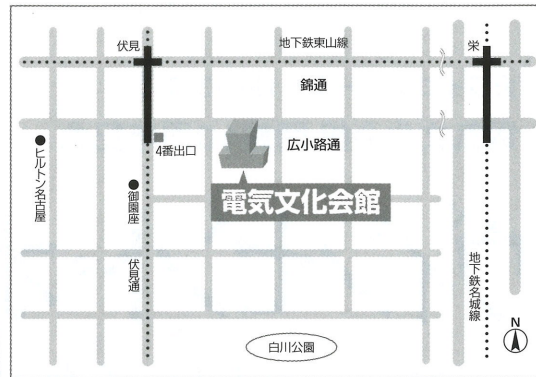 伏見
地下鉄東山線
栄
錦通
4番出口
広小路通
ヒルトン名古屋
御園座
電気文化会館
伏見通
地下鉄名城線
白川公園
N